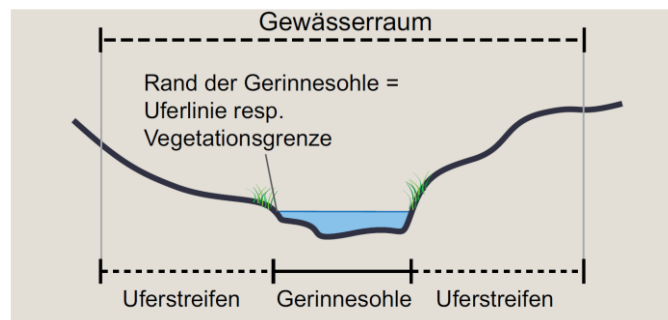 Gewässerraum
Rand der Gerinnesohle =
Uferlinie resp.
Vegetationsgrenze
Uferstreifen
Gerinnesohle
Uferstreifen